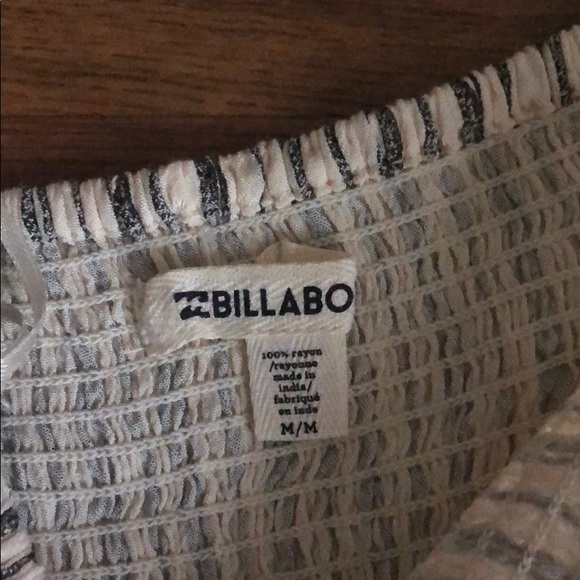 BILLABO
100% rayon
/rayonne
made in
india/
fabriqué
en inde
M/M